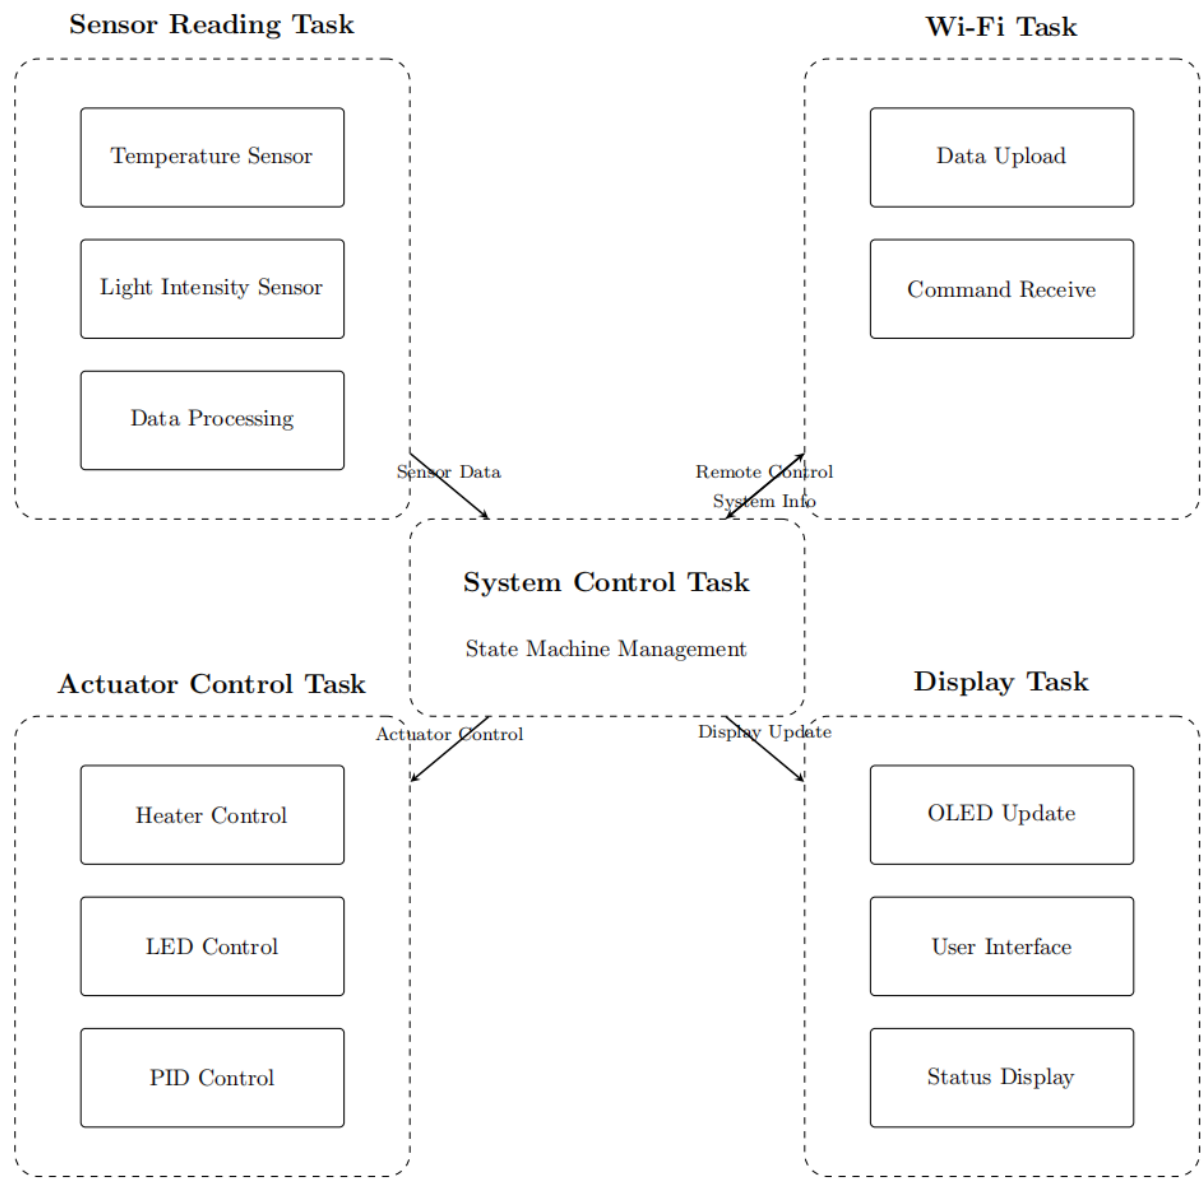 Sensor Reading Task
Temperature Sensor
Light Intensity Sensor
Data Processing
Wi-Fi Task
Data Upload
Command Receive
Sensor Data
Remote Control
System Info
System Control Task
State Machine Management
Actuator Control
Display Update
Actuator Control Task
Heater Control
LED Control
PID Control
Display Task
OLED Update
User Interface
Status Display